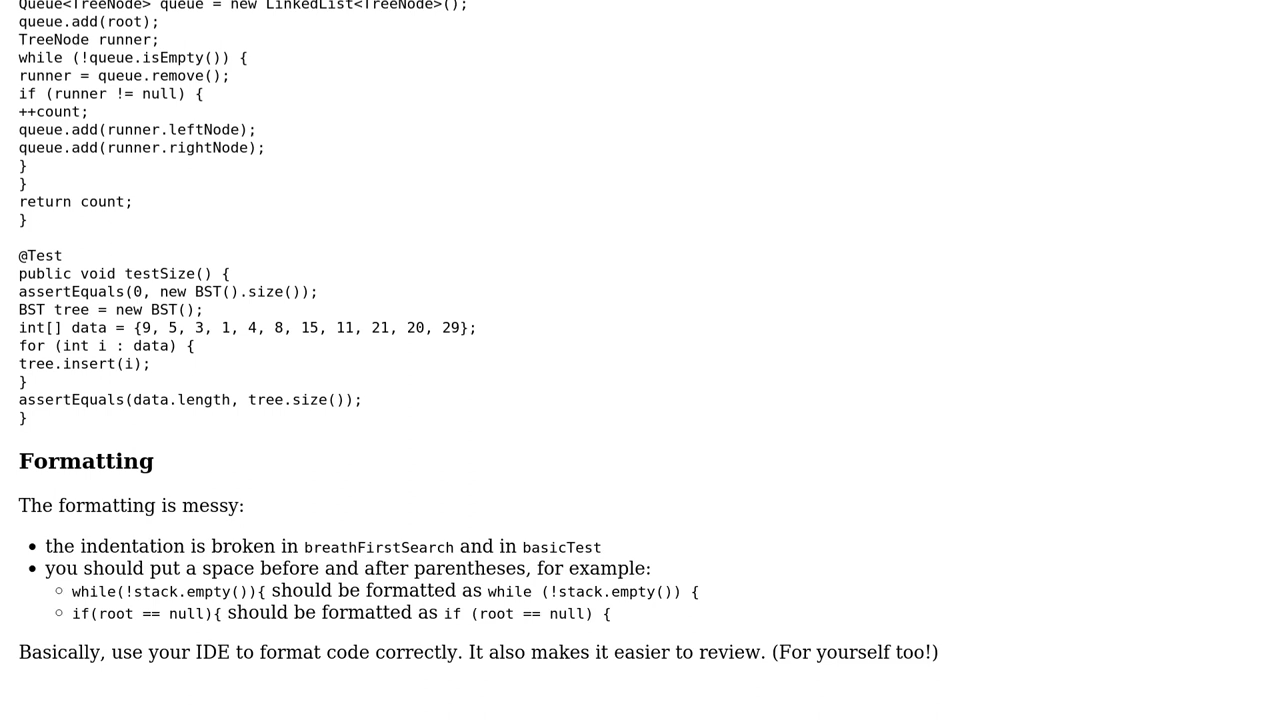 Queue<TreeNode> queue = new LinkedList<TreeNode>();
queue.add(root);
TreeNode runner;
while (!queue.isEmpty()) {
runner = queue.remove();
if (runner != null) {
++count;
queue.add(runner.leftNode);
queue.add(runner.rightNode);
}
}
return count;
}
@Test
public void testSize() {
assertEquals(0, new BST().size());
BST tree = new BST();
int[] data = {9, 5, 3, 1, 4, 8, 15, 11, 21, 20, 29};
for (int i : data) {
tree.insert(i);
}
assertEquals(data.length, tree.size());
}
Formatting
The formatting is messy:
• the indentation is broken in breathFirstSearch and in basicTest
• you should put a space before and after parentheses, for example:
◦ while(!stack.empty()){ should be formatted as while (!stack.empty()) {
◦ if(root == null){ should be formatted as if (root == null) {
Basically, use your IDE to format code correctly. It also makes it easier to review. (For yourself too!)